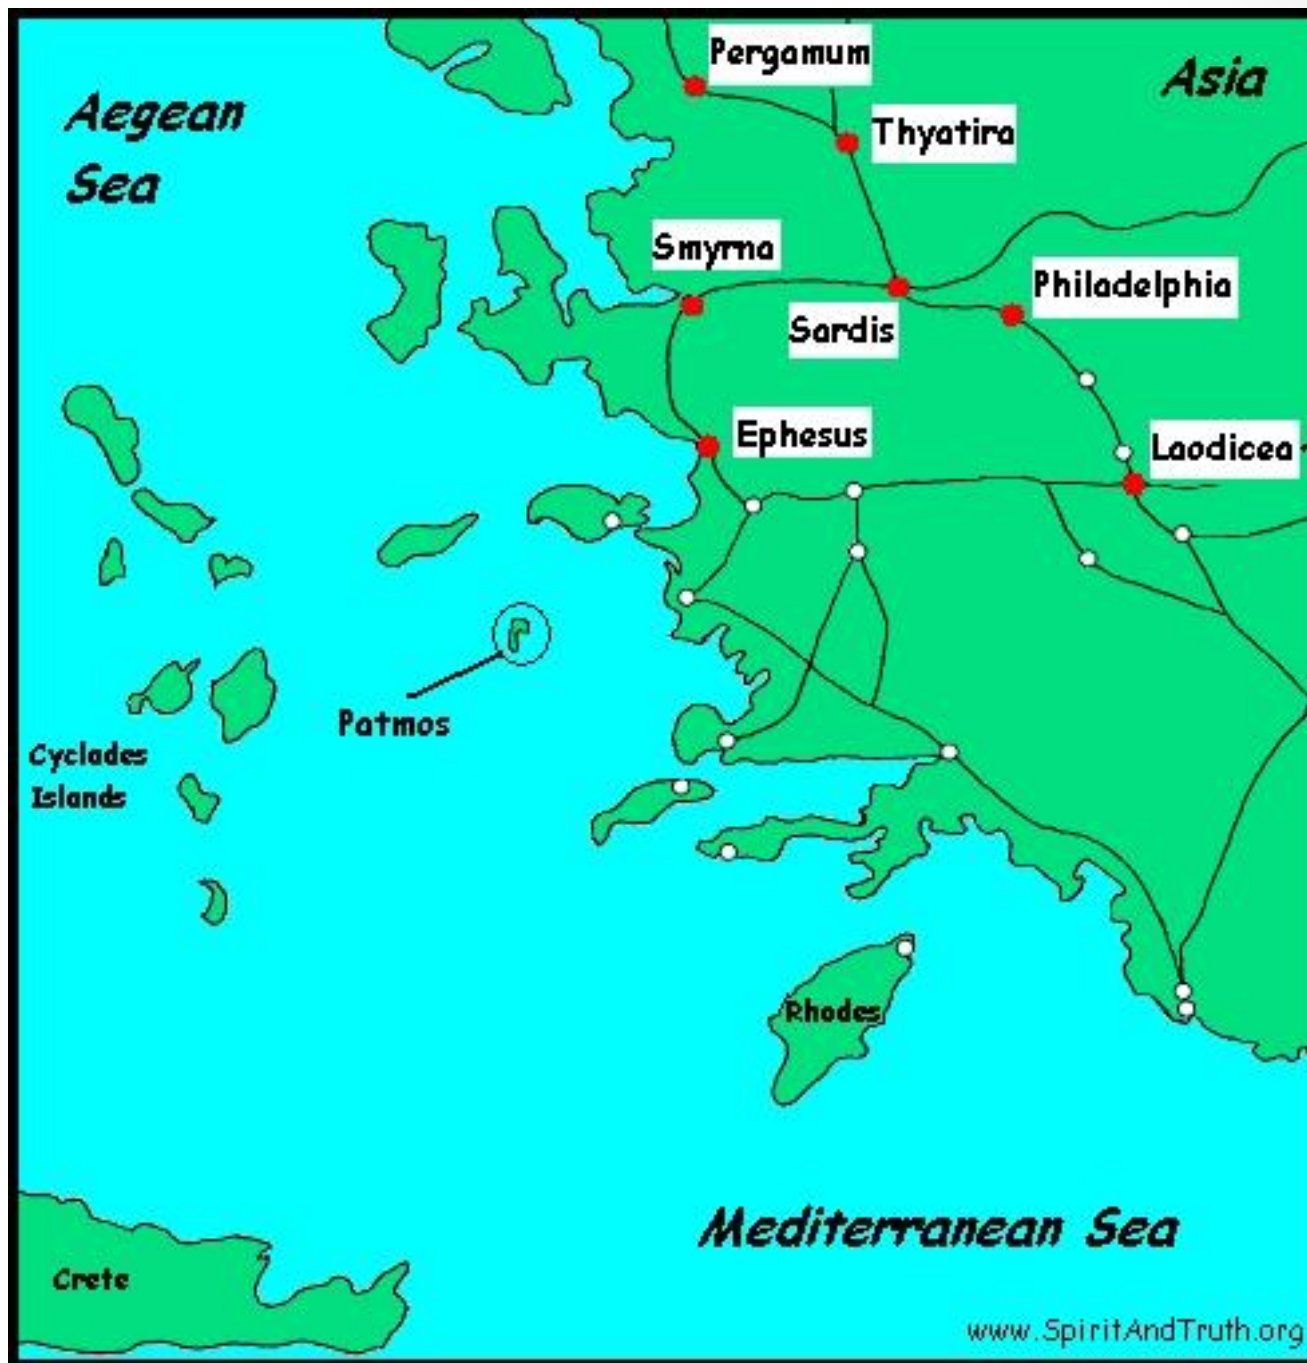 Pergamum
Asia
Aegean
Sea
Thyatira
Smyrna
Philadelphia
Sardis
Ephesus
Laodicea
Patmos
Cyclades
Islands
Rhodes
Mediterranean Sea
Crete
www.SpiritAndTruth.org